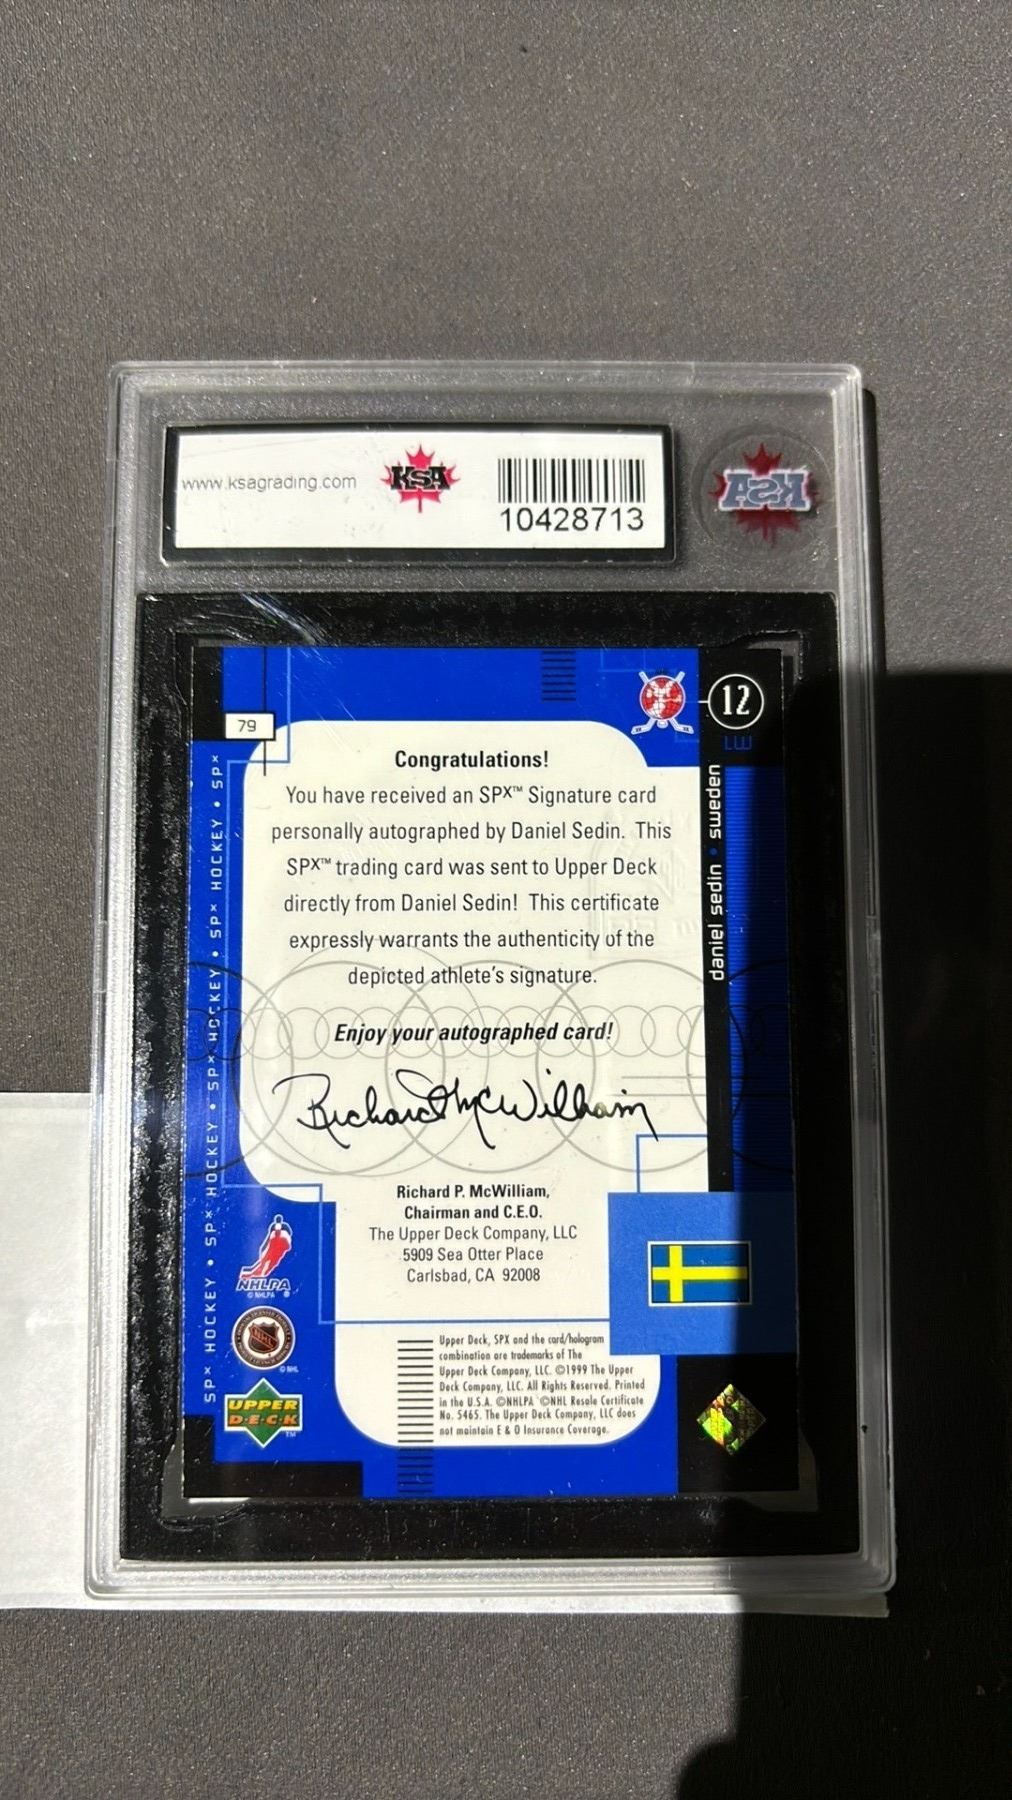 www.ksagrading.com
KSA
10428713
KSA
79
12
LW
daniel sedin • sweden
SPx HOCKEY • SPx HOCKEY • SPx HOCKEY • SPx HOCKEY • SPx
Congratulations!
You have received an SPX™ Signature card
personally autographed by Daniel Sedin. This
SPX™ trading card was sent to Upper Deck
directly from Daniel Sedin! This certificate
expressly warrants the authenticity of the
depicted athlete's signature.
Enjoy your autographed card!
Richard P. McWilliam
Richard P. McWilliam,
Chairman and C.E.O.
The Upper Deck Company, LLC
5909 Sea Otter Place
Carlsbad, CA 92008
NHLPA
© NHLPA ®
NHL
© NHL
UPPER
D•E•C•K
™
Upper Deck, SPX and the card/hologram
combination are trademarks of The
Upper Deck Company, LLC. ©1999 The Upper
Deck Company, LLC. All Rights Reserved. Printed
in the U.S.A. ©NHLPA ©NHL Resale Certificate
No. 5465. The Upper Deck Company, LLC does
not maintain E & O Insurance Coverage.